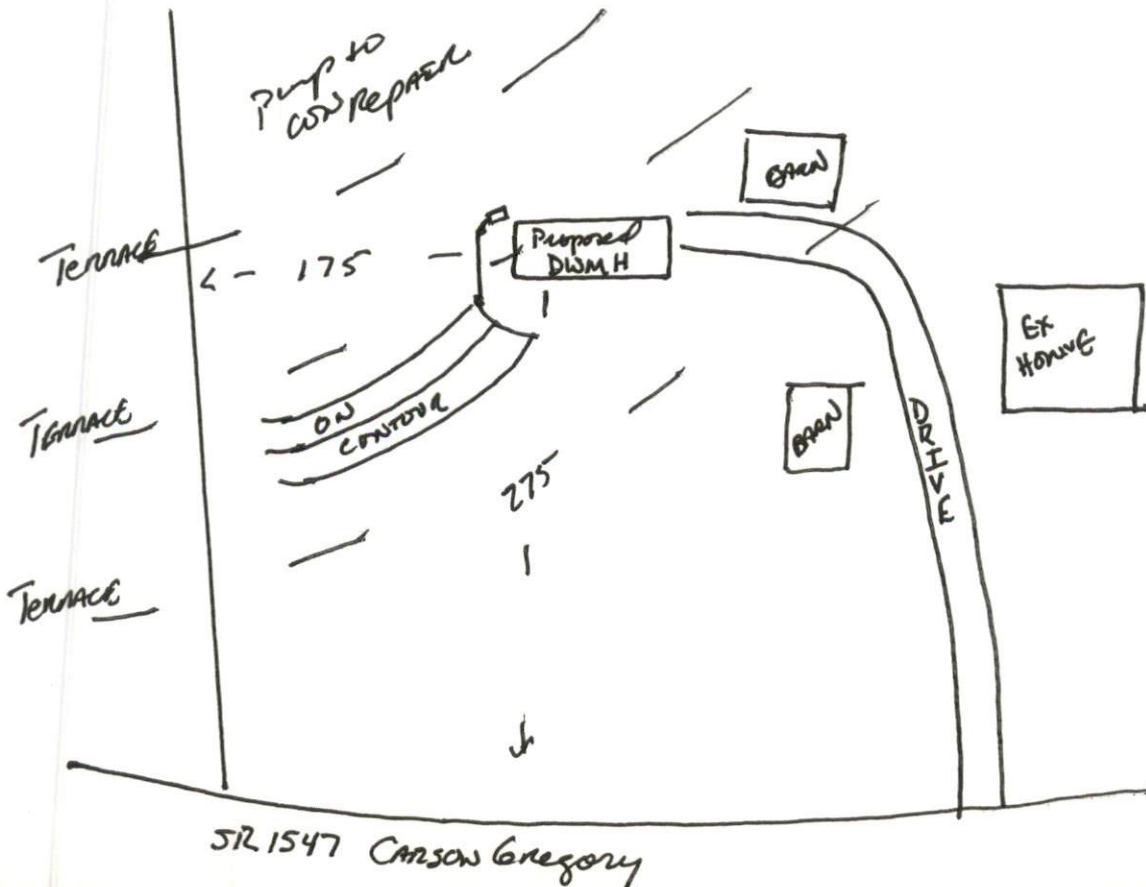 Pump to
CON RepAER
BARN
Proposed
DWMH
TERRACE
175
EX
HOME
ON
CONTOUR
TERRACE
BARN
DRIVE
275
TERRACE
SR 1547 CARSON Gregory